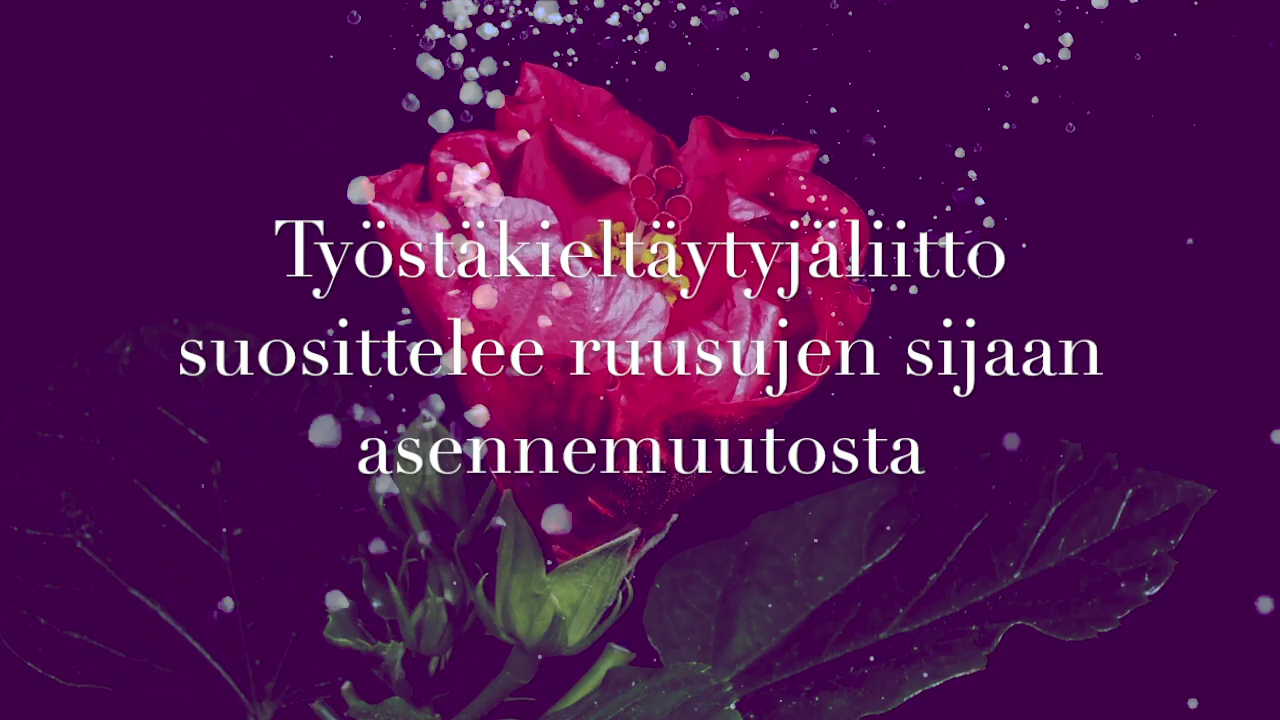 Työstäkieltäytyjäliitto
suosittelee ruusujen sijaan
asennemuutosta